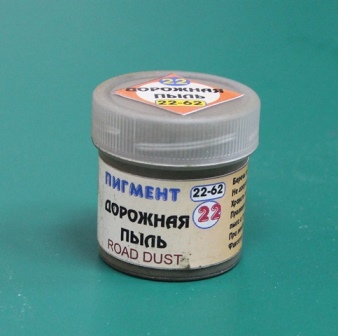 22
ДОРОЖНАЯ
ПЫЛЬ
22-62
ПИГМЕНТ 22-62
ДОРОЖНАЯ 22
ПЫЛЬ
ROAD DUST